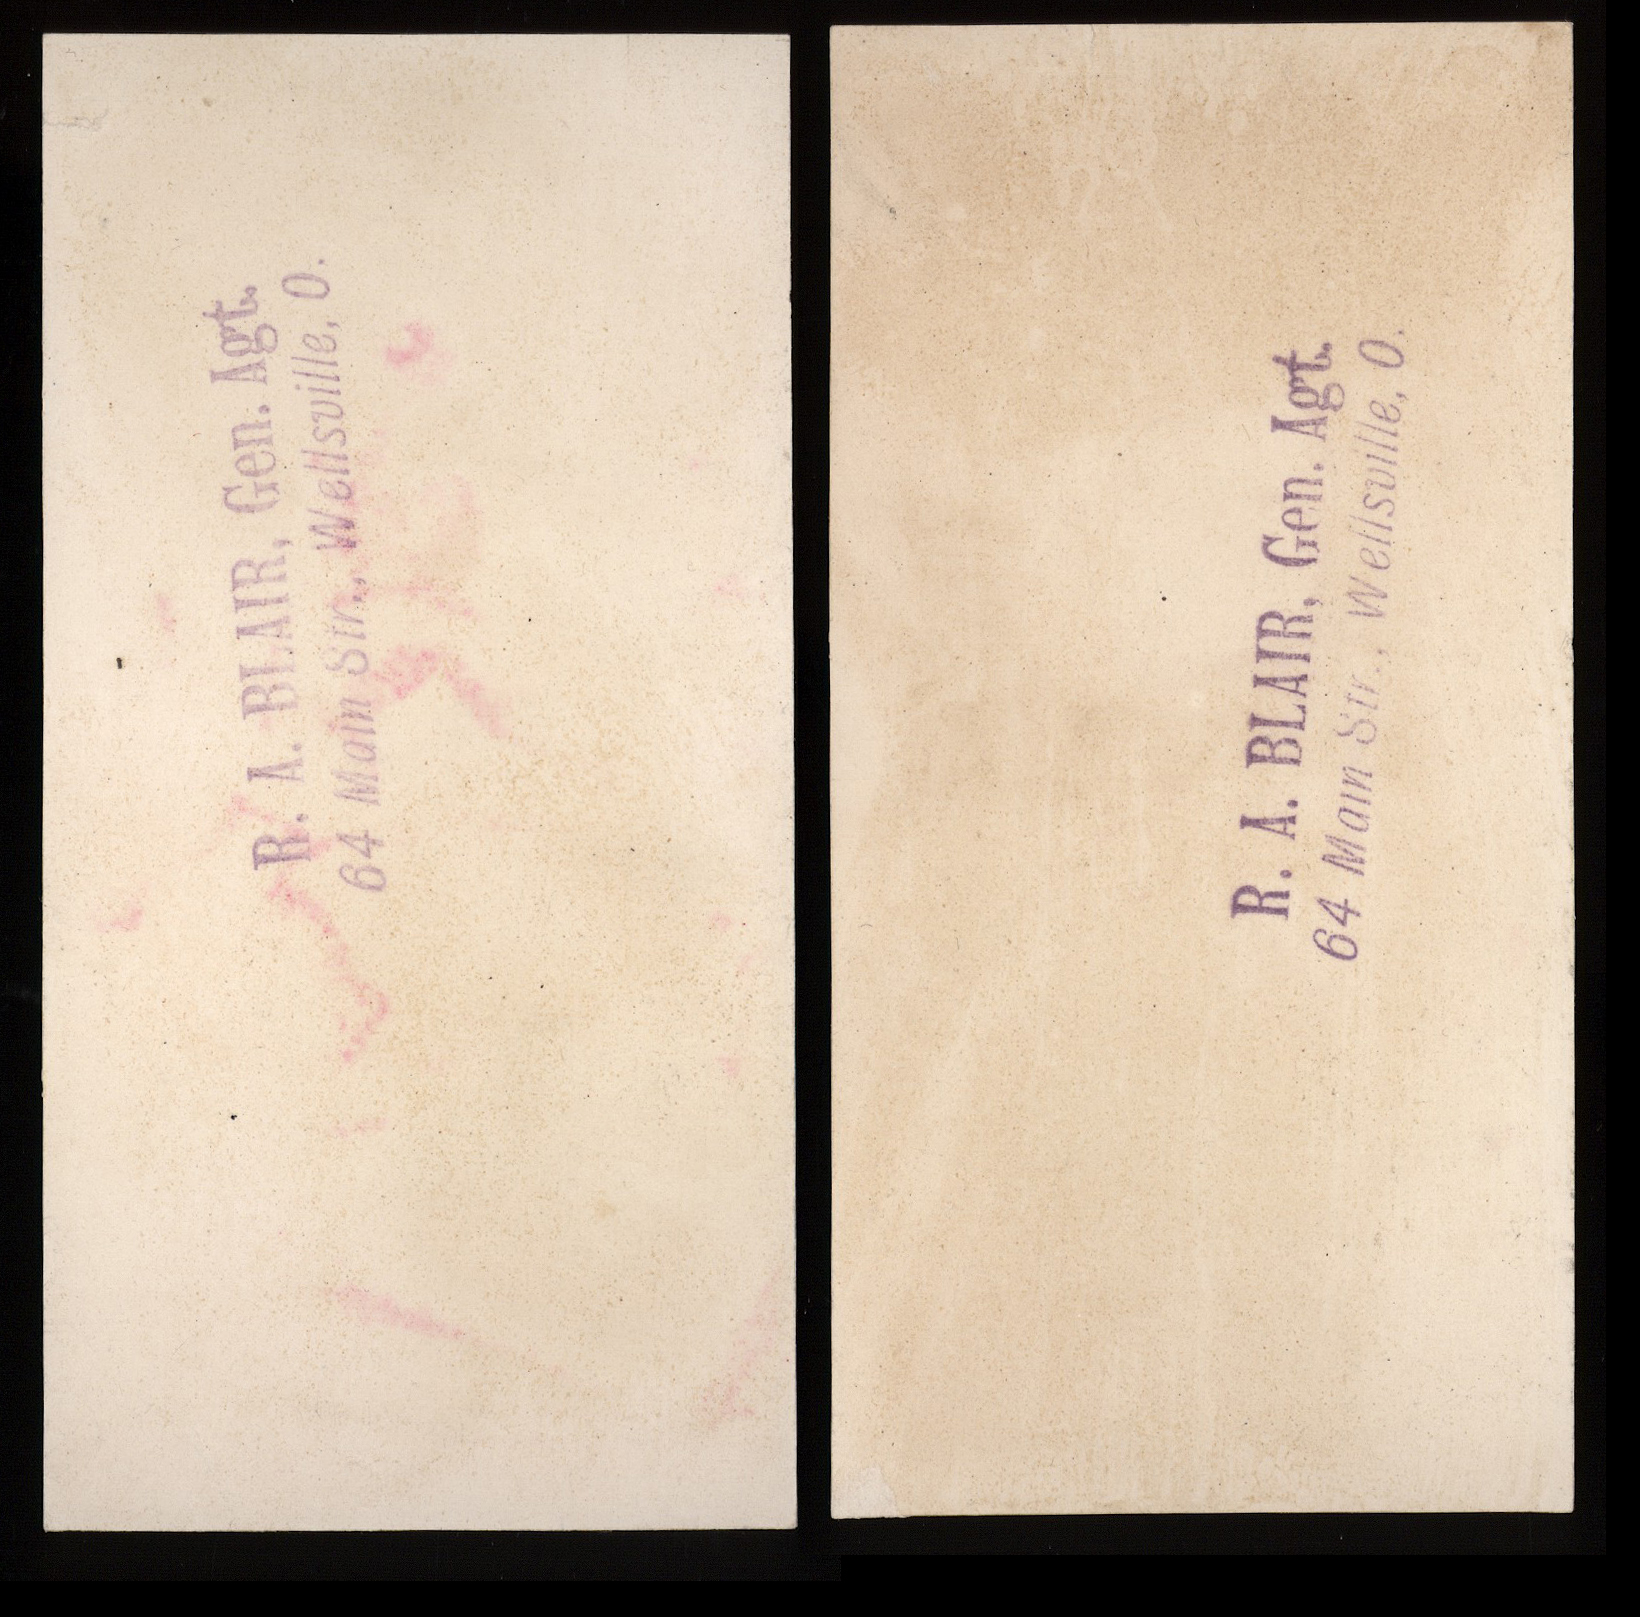 R. A. BLAIR, Gen. Agt.
64 Main Str., Wellsville, O.
R. A. BLAIR, Gen. Agt.
64 Main Str., Wellsville, O.